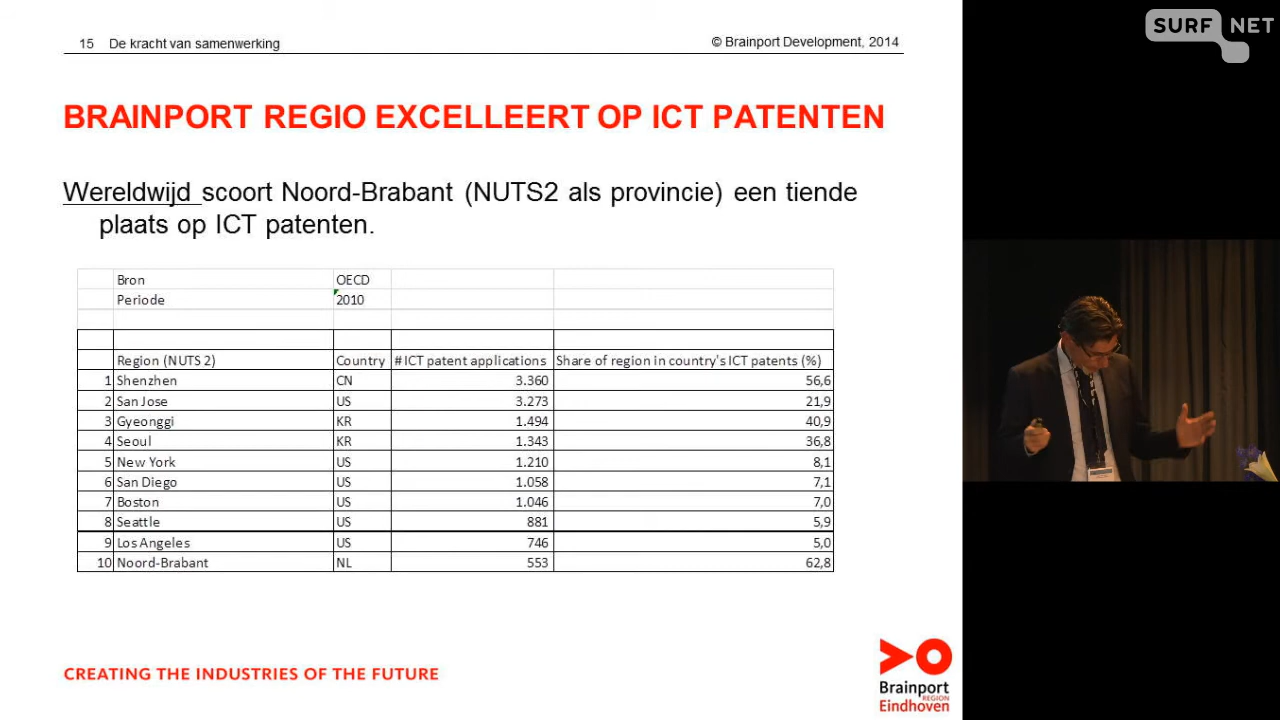 15 De kracht van samenwerking
© Brainport Development, 2014
SURF NET
BRAINPORT REGIO EXCELLEERT OP ICT PATENTEN
Wereldwijd scoort Noord-Brabant (NUTS2 als provincie) een tiende
plaats op ICT patenten.
Bron OECD
Periode 2010
Region (NUTS 2) Country # ICT patent applications Share of region in country's ICT patents (%)
1 Shenzhen CN 3.360 56,6
2 San Jose US 3.273 21,9
3 Gyeonggi KR 1.494 40,9
4 Seoul KR 1.343 36,8
5 New York US 1.210 8,1
6 San Diego US 1.058 7,1
7 Boston US 1.046 7,0
8 Seattle US 881 5,9
9 Los Angeles US 746 5,0
10 Noord-Brabant NL 553 62,8
CREATING THE INDUSTRIES OF THE FUTURE
Brainport
REGION
Eindhoven